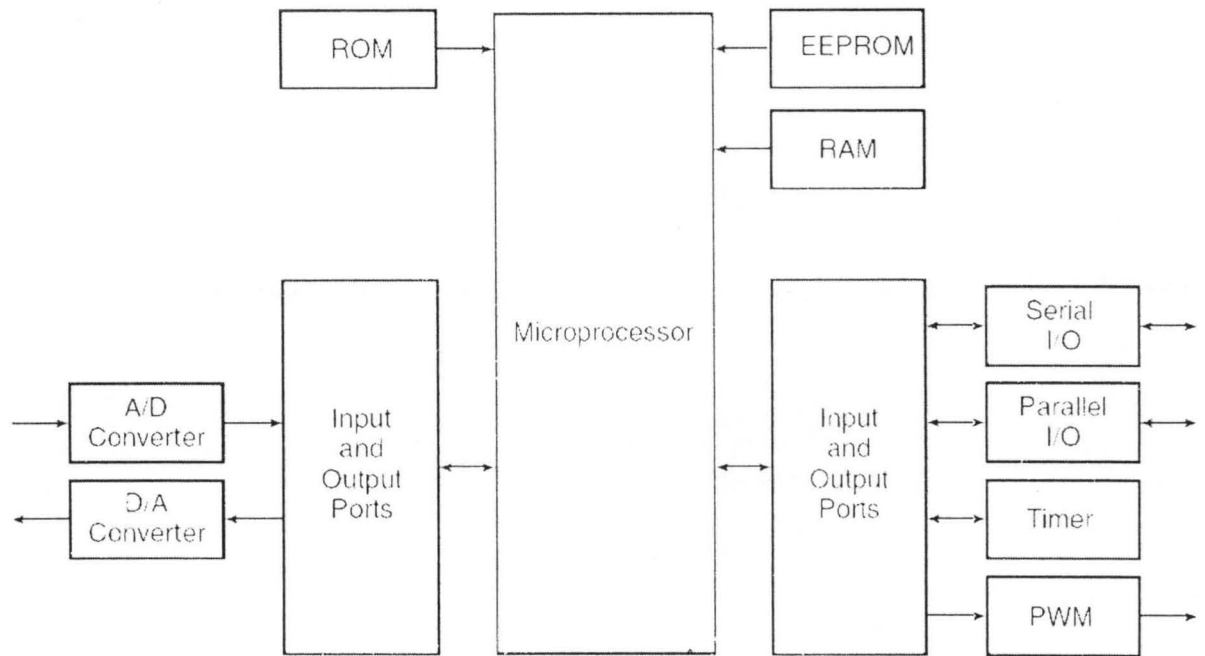 ROM
EEPROM
RAM
Microprocessor
A/D
Converter
D/A
Converter
Input
and
Output
Ports
Input
and
Output
Ports
Serial
I/O
Parallel
I/O
Timer
PWM